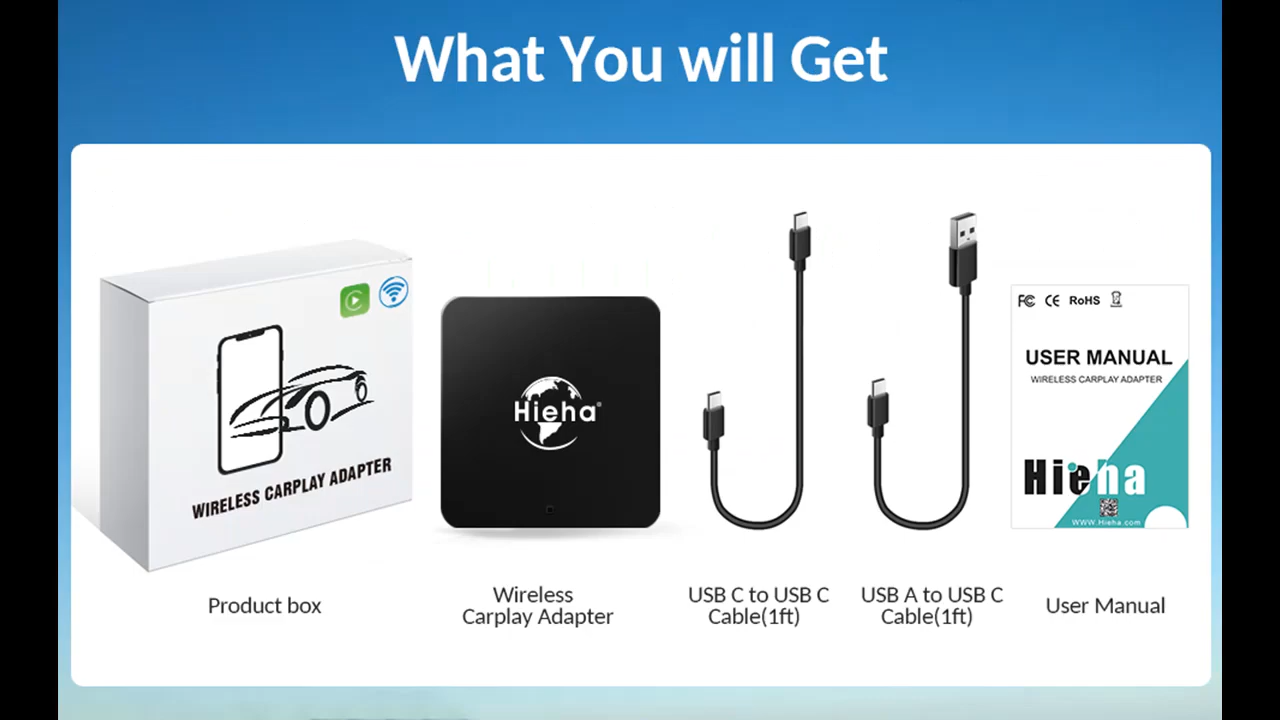 What You will Get
WIRELESS CARPLAY ADAPTER
Hieha®
FC CE RoHS
USER MANUAL
WIRELESS CARPLAY ADAPTER
Hieha
WWW.Hieha.com
Product box
Wireless
Carplay Adapter
USB C to USB C
Cable(1ft)
USB A to USB C
Cable(1ft)
User Manual